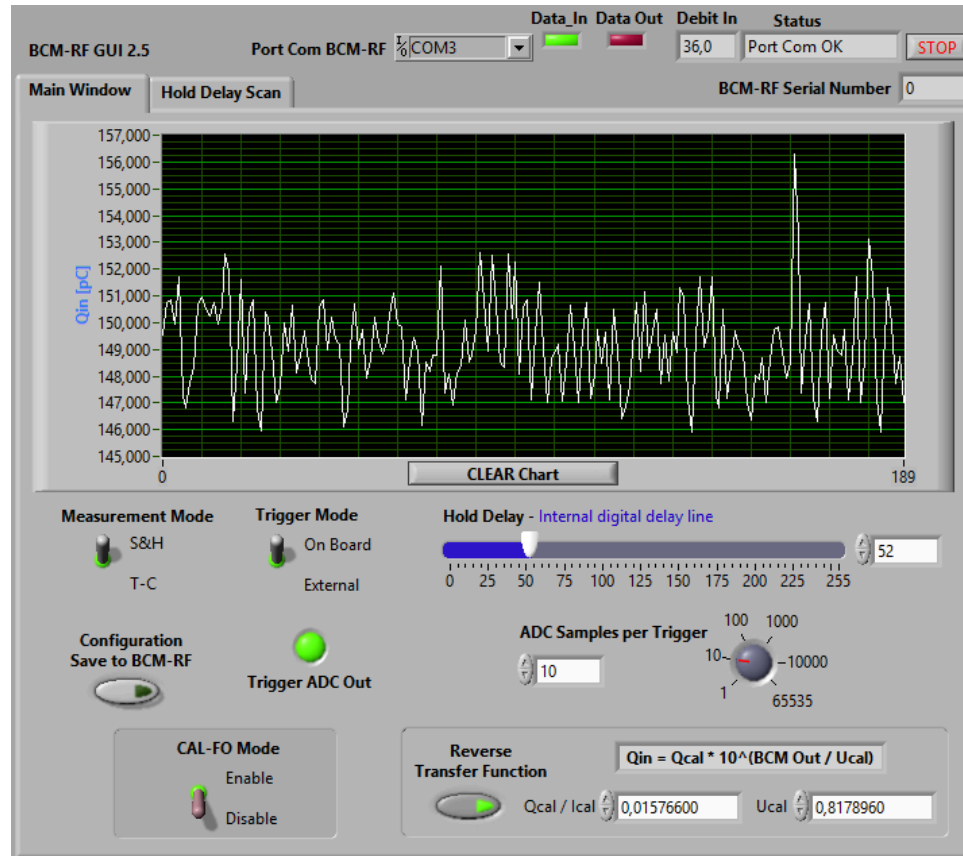 Data_In Data Out Debit In Status
BCM-RF GUI 2.5 Port Com BCM-RF I/O COM3 36,0 Port Com OK STOP
Main Window Hold Delay Scan BCM-RF Serial Number 0
157,000
156,000
155,000
154,000
153,000
152,000
151,000
150,000
149,000
148,000
147,000
146,000
145,000
Qin [pC]
0 CLEAR Chart 189
Measurement Mode Trigger Mode Hold Delay - Internal digital delay line
S&H On Board 52
T-C External 0 25 50 75 100 125 150 175 200 225 255
Configuration
Save to BCM-RF
Trigger ADC Out
ADC Samples per Trigger
10
1 10 100 1000 10000 65535
CAL-FO Mode
Enable
Disable
Reverse
Transfer Function
Qin = Qcal * 10^(BCM Out / Ucal)
Qcal / Ical 0,01576600 Ucal 0,8178960